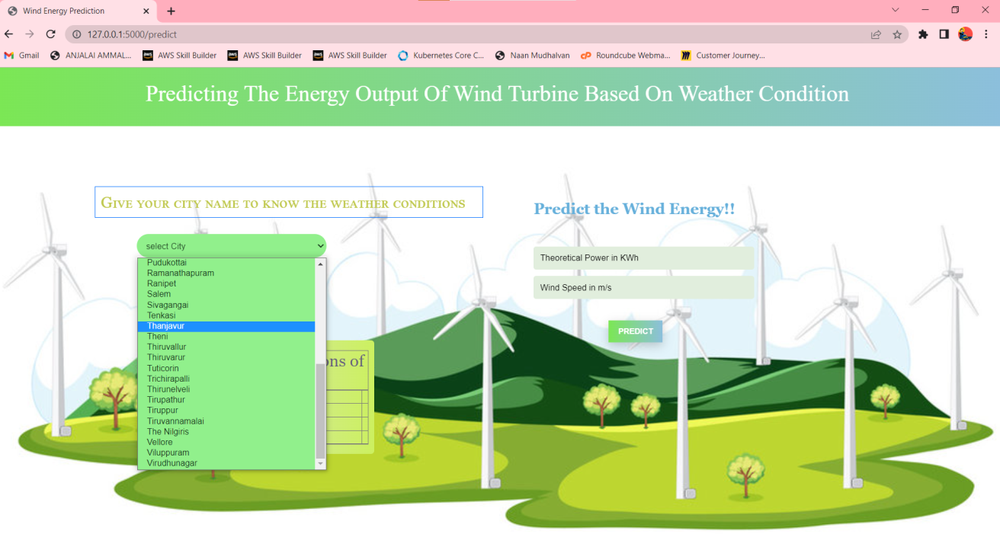 Wind Energy Prediction
127.0.0.1:5000/predict
Gmail ANJALAI AMMAL... AWS Skill Builder AWS Skill Builder AWS Skill Builder Kubernetes Core C... Naan Mudhalvan Roundcube Webma... Customer Journey...
Predicting The Energy Output Of Wind Turbine Based On Weather Condition
Give your city name to know the weather conditions
select City
Pudukottai
Ramanathapuram
Ranipet
Salem
Sivagangai
Tenkasi
Thanjavur
Theni
Thiruvallur
Thiruvarur
Tuticorin
Trichirapalli
Thirunelveli
Tirupathur
Tiruppur
Tiruvannamalai
The Nilgiris
Vellore
Viluppuram
Virudhunagar
of
Predict the Wind Energy!!
Theoretical Power in KWh
Wind Speed in m/s
PREDICT